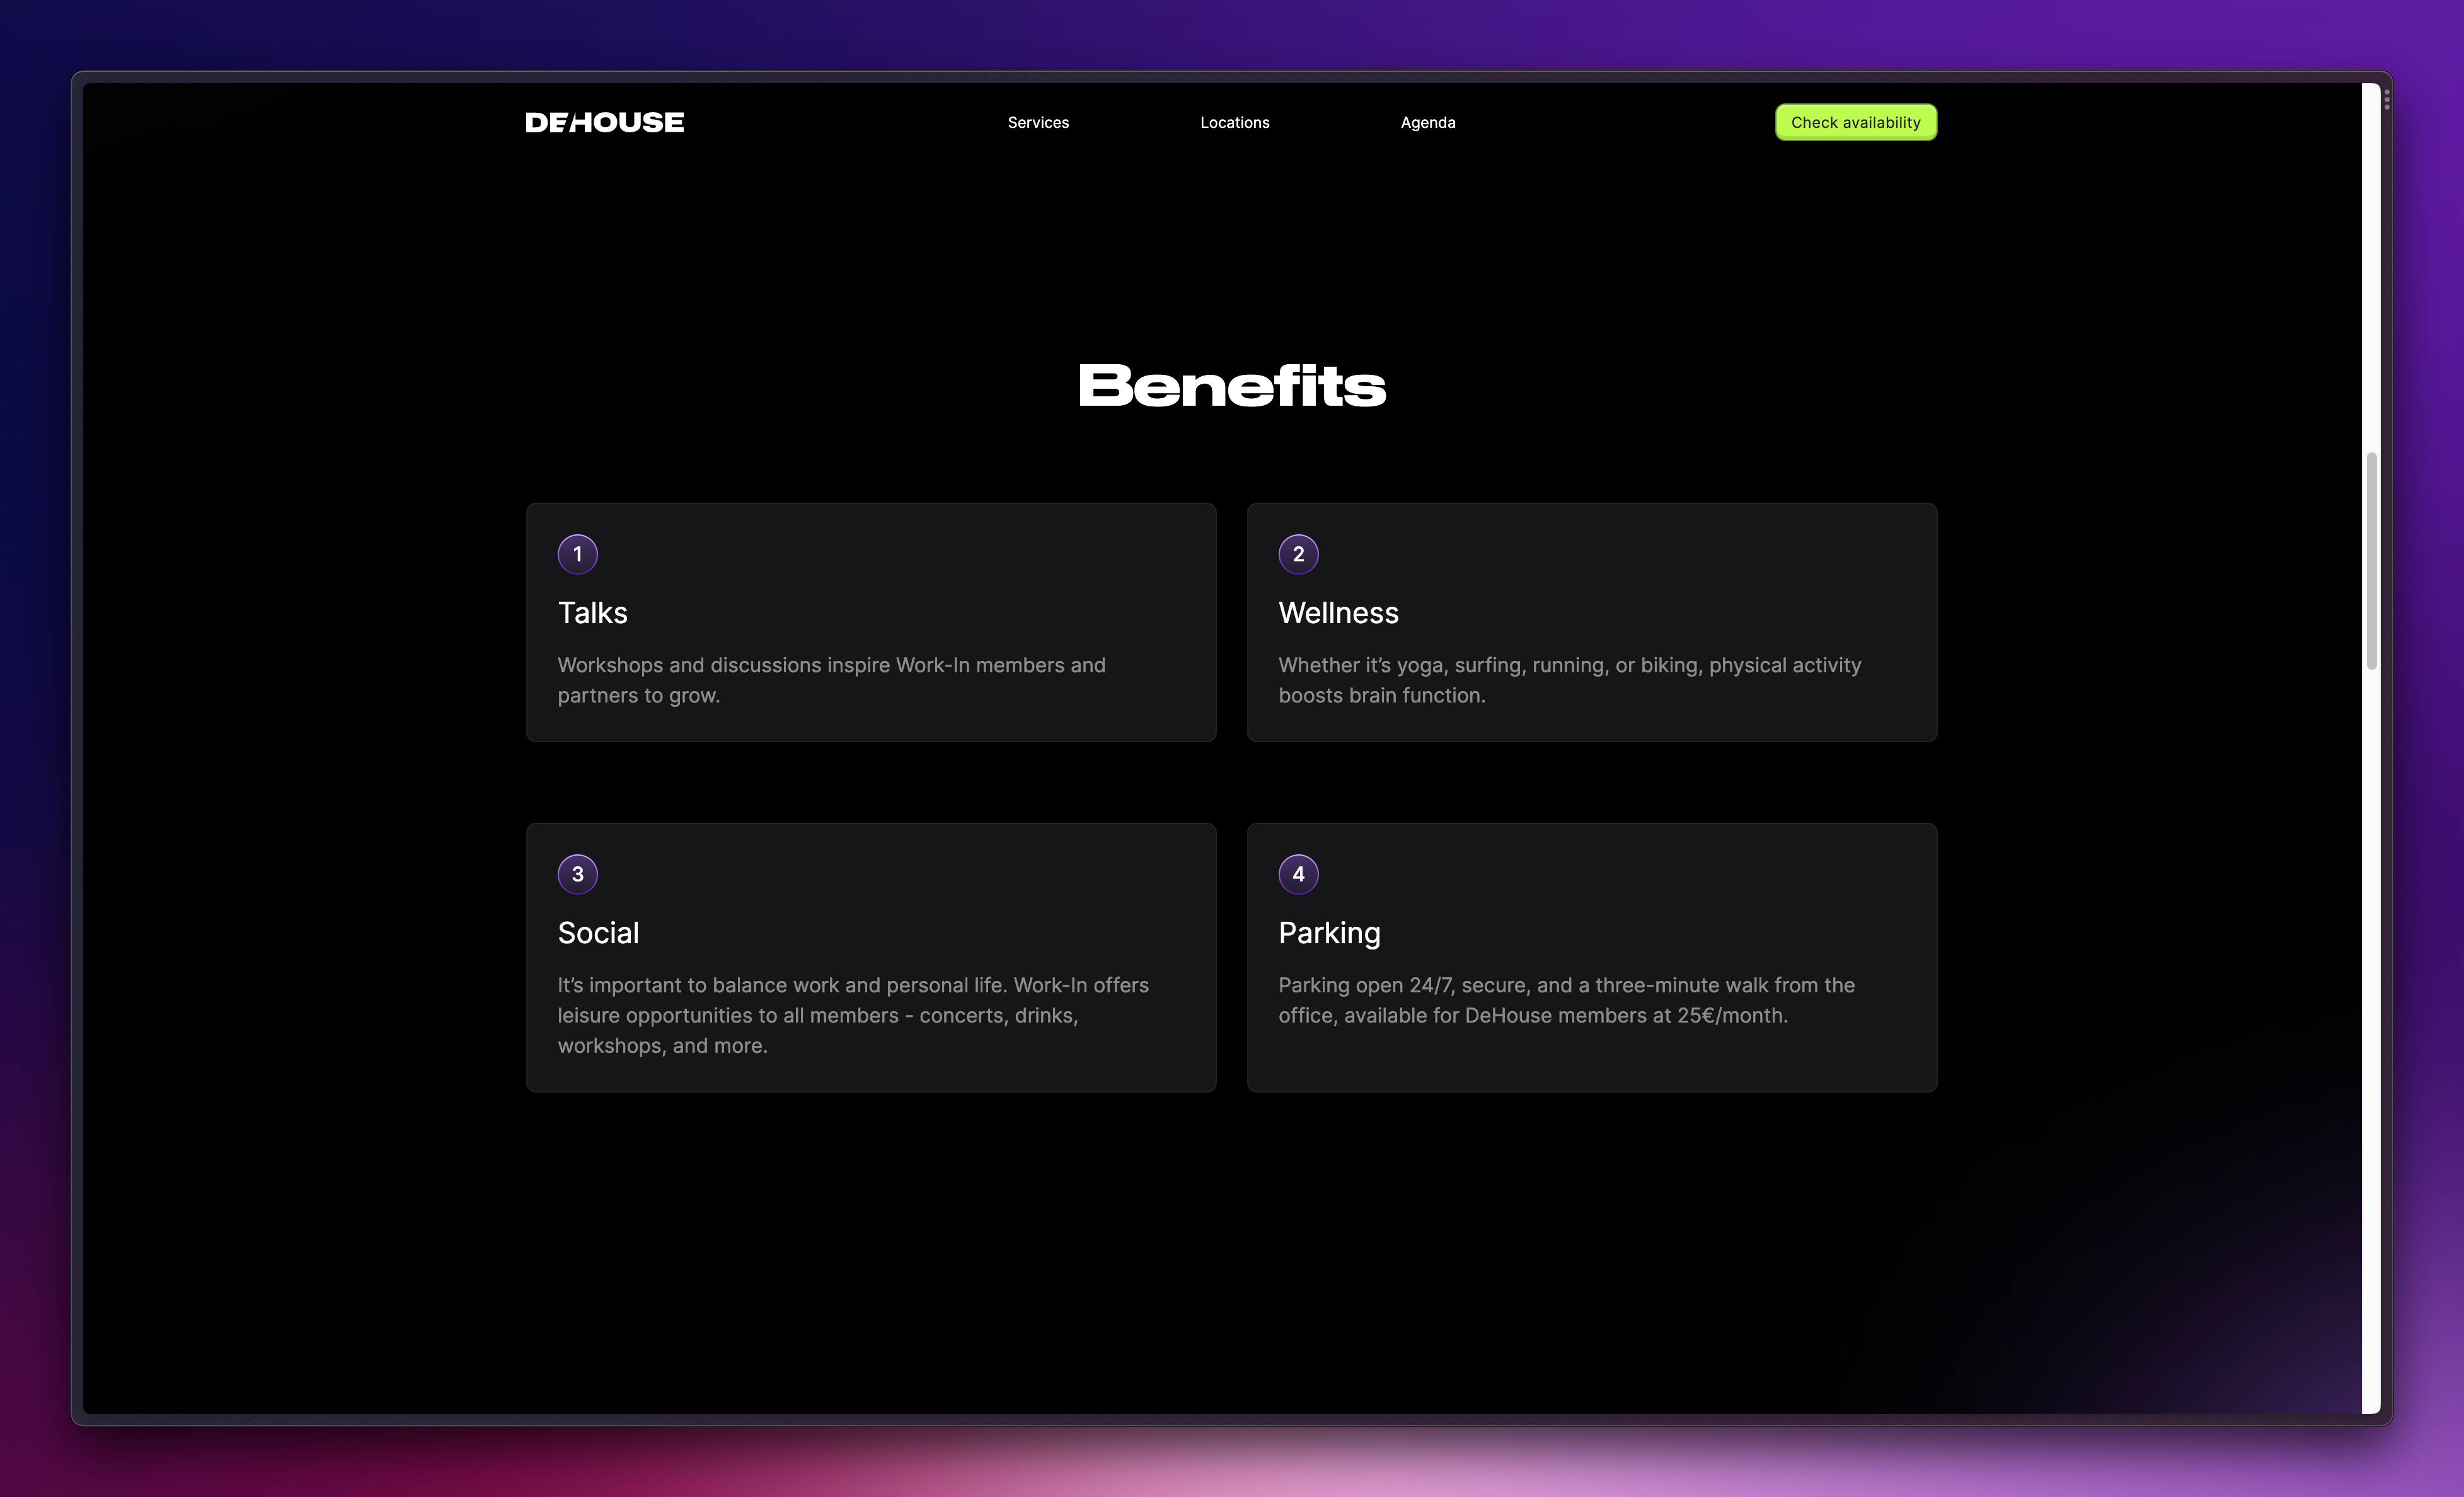 DEHOUSE
Services
Locations
Agenda
Check availability
Benefits
1
Talks
Workshops and discussions inspire Work-In members and
partners to grow.
2
Wellness
Whether it’s yoga, surfing, running, or biking, physical activity
boosts brain function.
3
Social
It’s important to balance work and personal life. Work-In offers
leisure opportunities to all members - concerts, drinks,
workshops, and more.
4
Parking
Parking open 24/7, secure, and a three-minute walk from the
office, available for DeHouse members at 25€/month.